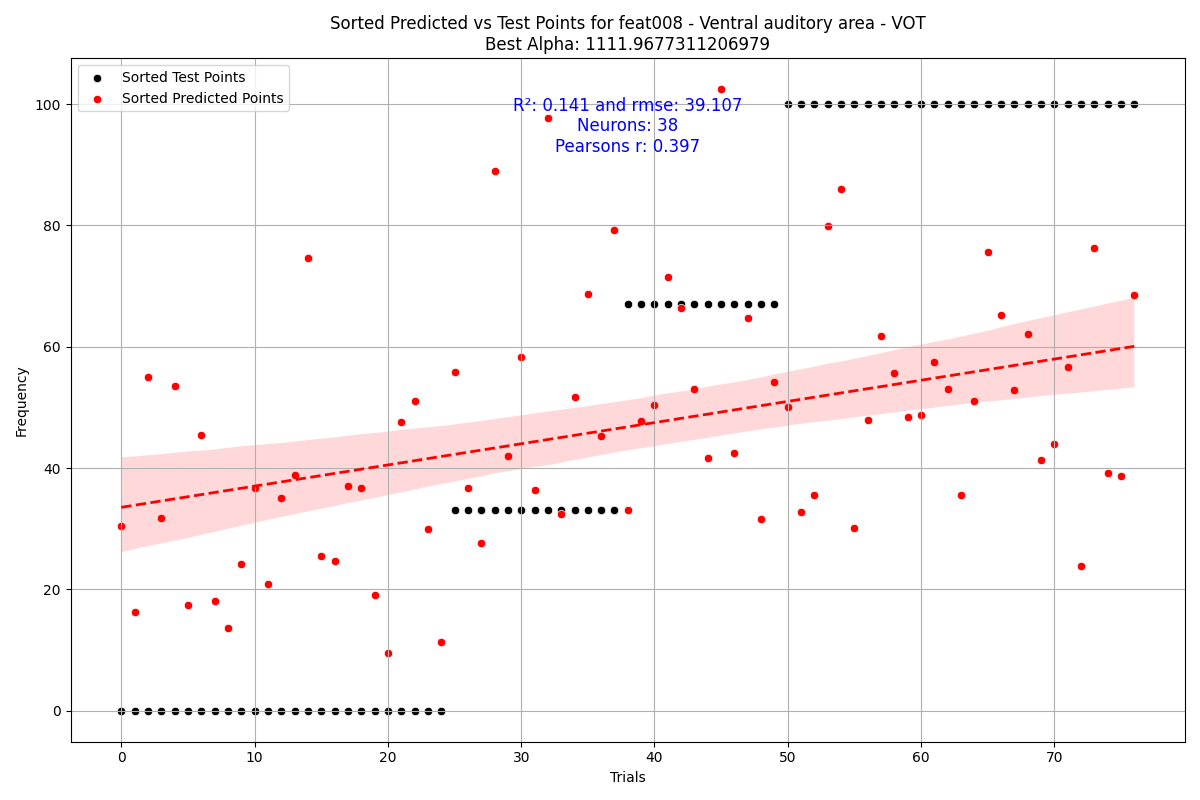 Sorted Predicted vs Test Points for feat008 - Ventral auditory area - VOT
Best Alpha: 1111.9677311206979
Sorted Test Points
Sorted Predicted Points
R²: 0.141 and rmse: 39.107
Neurons: 38
Pearsons r: 0.397
100
80
60
40
20
0
Frequency
0 10 20 30 40 50 60 70
Trials